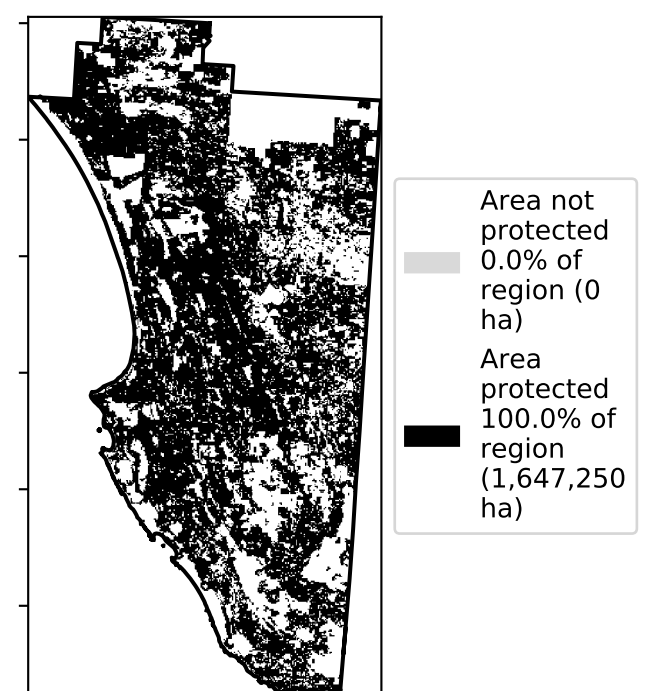 Area not
protected
0.0% of
region (0
ha)
Area
protected
100.0% of
region
(1,647,250
ha)